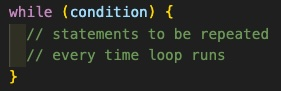 while (condition) {
  // statements to be repeated
  // every time loop runs
}